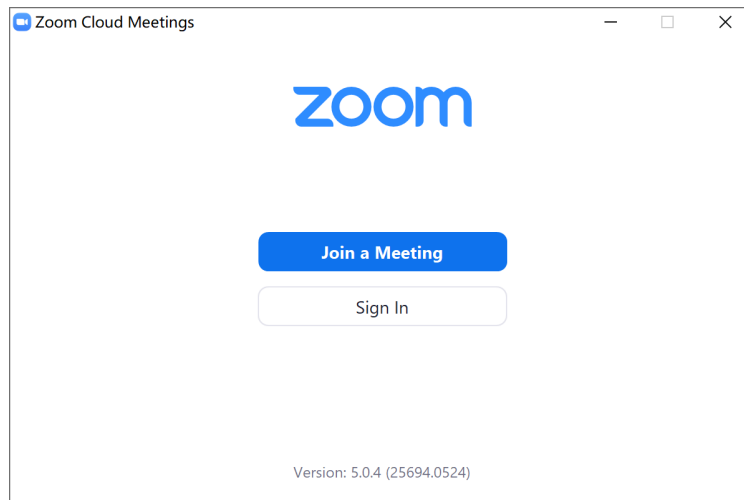 Zoom Cloud Meetings
zoom
Join a Meeting
Sign In
Version: 5.0.4 (25694.0524)